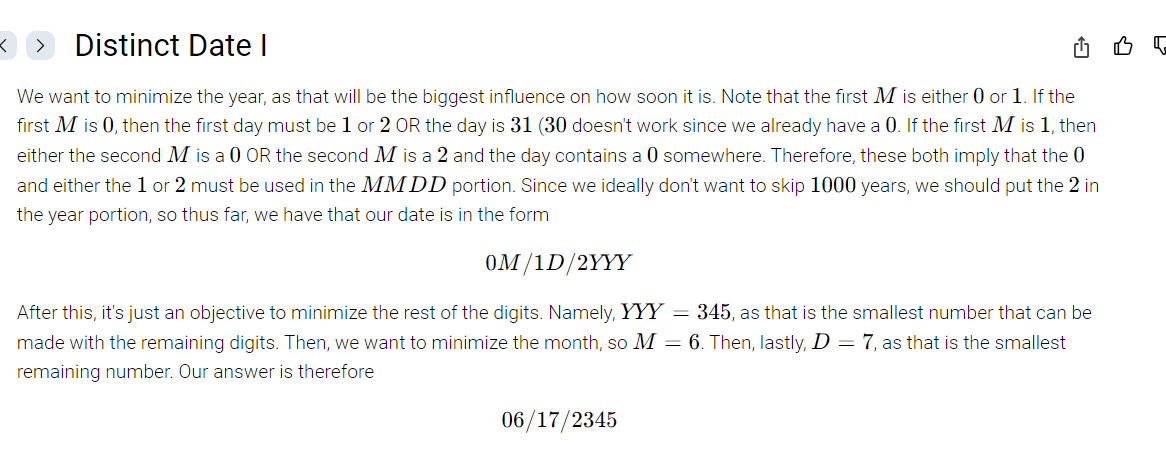 Distinct Date I
We want to minimize the year, as that will be the biggest influence on how soon it is. Note that the first M is either 0 or 1. If the
first M is 0, then the first day must be 1 or 2 OR the day is 31 (30 doesn't work since we already have a 0. If the first M is 1, then
either the second M is a 0 OR the second M is a 2 and the day contains a 0 somewhere. Therefore, these both imply that the 0
and either the 1 or 2 must be used in the MMDD portion. Since we ideally don't want to skip 1000 years, we should put the 2 in
the year portion, so thus far, we have that our date is in the form
0M/1D/2YYY
After this, it's just an objective to minimize the rest of the digits. Namely, YYY = 345, as that is the smallest number that can be
made with the remaining digits. Then, we want to minimize the month, so M = 6. Then, lastly, D = 7, as that is the smallest
remaining number. Our answer is therefore
06/17/2345